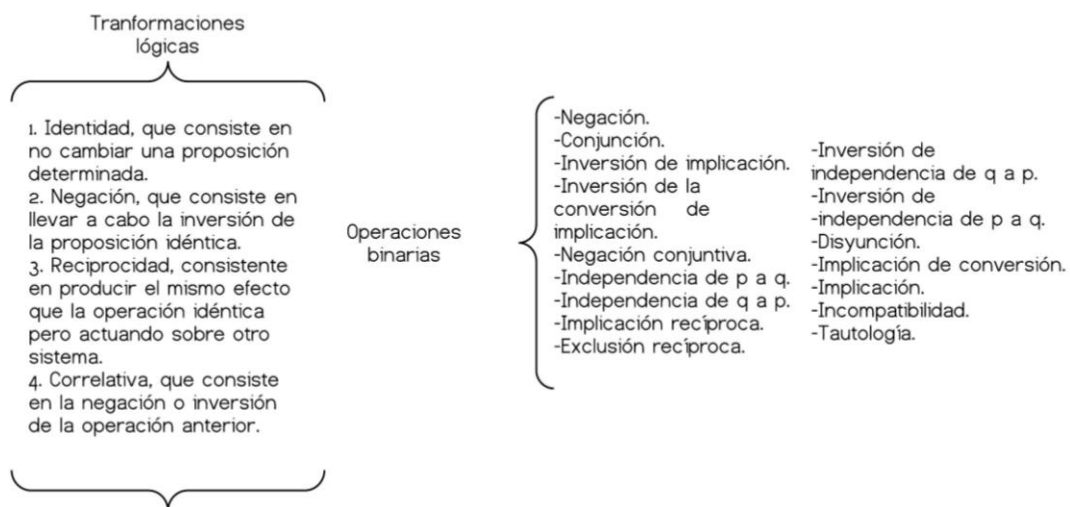 Tranformaciones
lógicas
1. Identidad, que consiste en
no cambiar una proposición
determinada.
2. Negación, que consiste en
llevar a cabo la inversión de
la proposición idéntica.
3. Reciprocidad, consistente
en producir el mismo efecto
que la operación idéntica
pero actuando sobre otro
sistema.
4. Correlativa, que consiste
en la negación o inversión
de la operación anterior.
Operaciones
binarias
-Negación.
-Conjunción.
-Inversión de implicación.
-Inversión de la
conversión de
implicación.
-Negación conjuntiva.
-Independencia de p a q.
-Independencia de q a p.
-Implicación recíproca.
-Exclusión recíproca.
-Inversión de
independencia de q a p.
-Inversión de
-independencia de p a q.
-Disyunción.
-Implicación de conversión.
-Implicación.
-Incompatibilidad.
-Tautología.